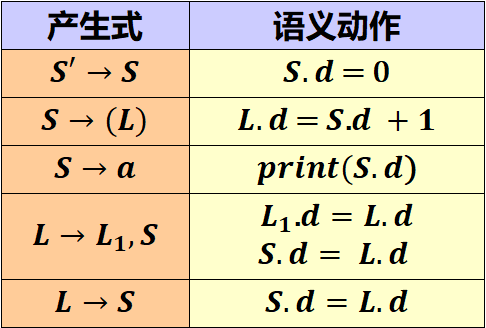 产生式 语义动作
S′ → S S.d = 0
S → (L) L.d = S.d + 1
S → a print(S.d)
L → L₁, S L₁.d = L.d
S.d = L.d
L → S S.d = L.d